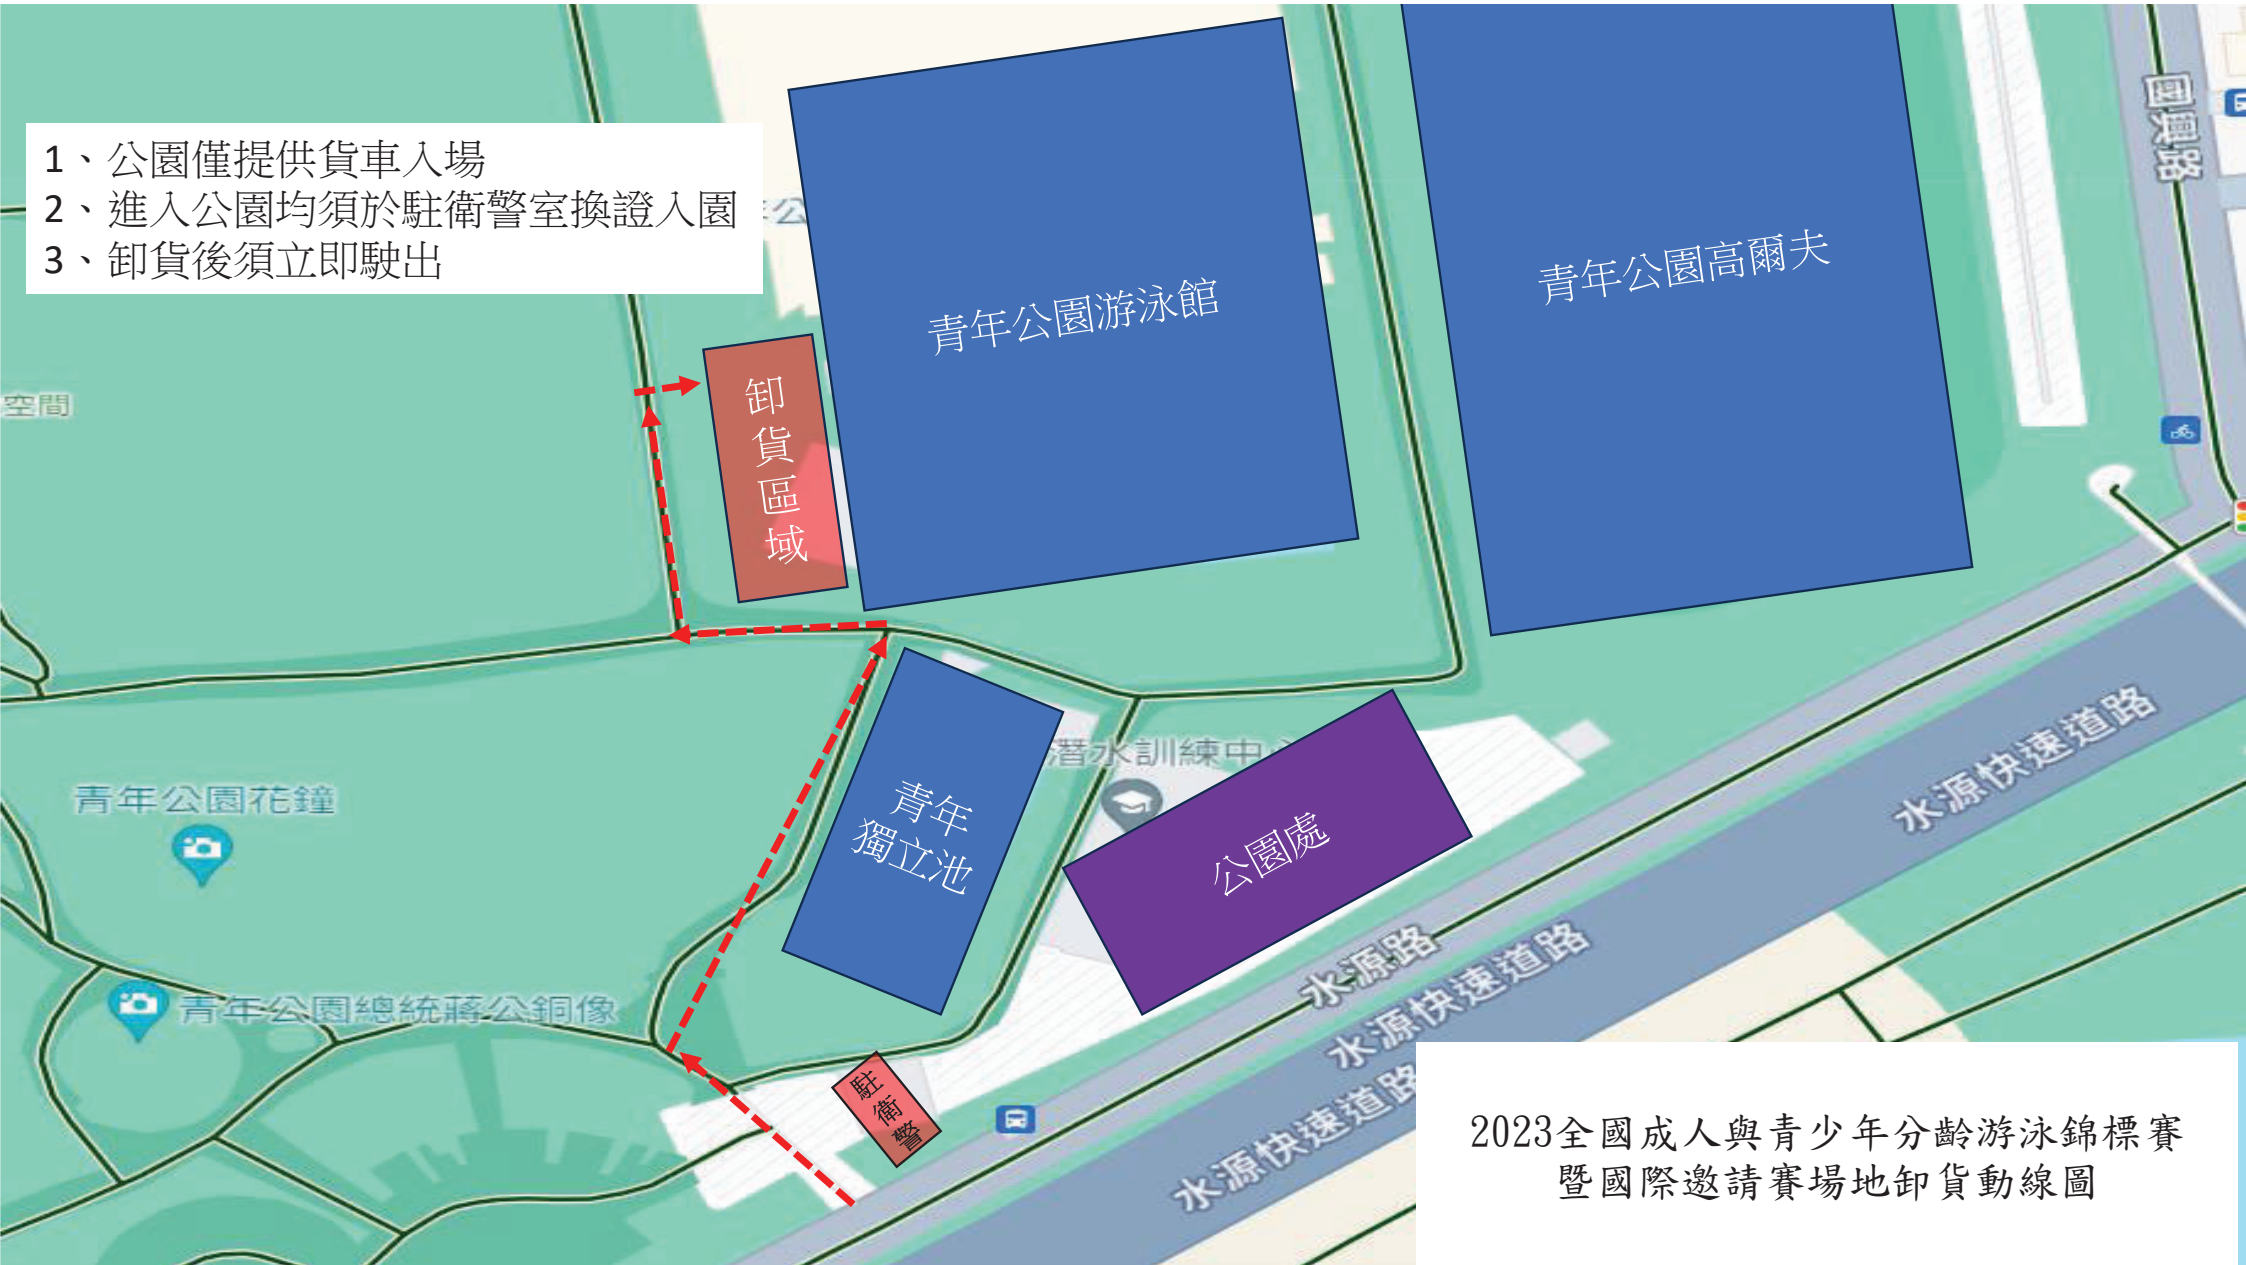 國興路
1、公園僅提供貨車入場
2、進入公園均須於駐衛警室換證入園
3、卸貨後須立即駛出
公
青年公園游泳館
青年公園高爾夫
空間
卸
貨
區
域
水源快速道路
潛水訓練中心
青年公園花鐘
青年
獨立池
公園處
水源路
水源快速道路
青年公園總統蔣公銅像
駐
衛
警
水源快速道路
2023全國成人與青少年分齡游泳錦標賽
暨國際邀請賽場地卸貨動線圖